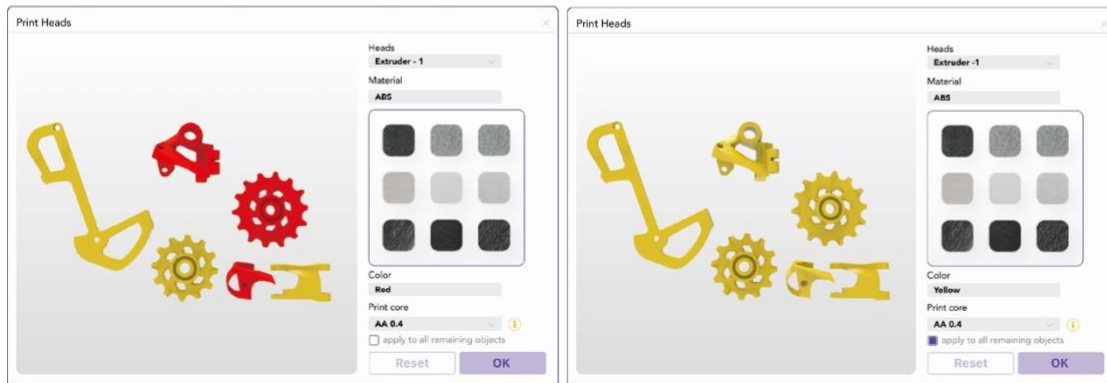 Print Heads
Heads
Extruder - 1
Material
ABS
Color
Red
Print core
AA 0.4
apply to all remaining objects
Reset
OK
Print Heads
Heads
Extruder -1
Material
ABS
Color
Yellow
Print core
AA 0.4
apply to all remaining objects
Reset
OK